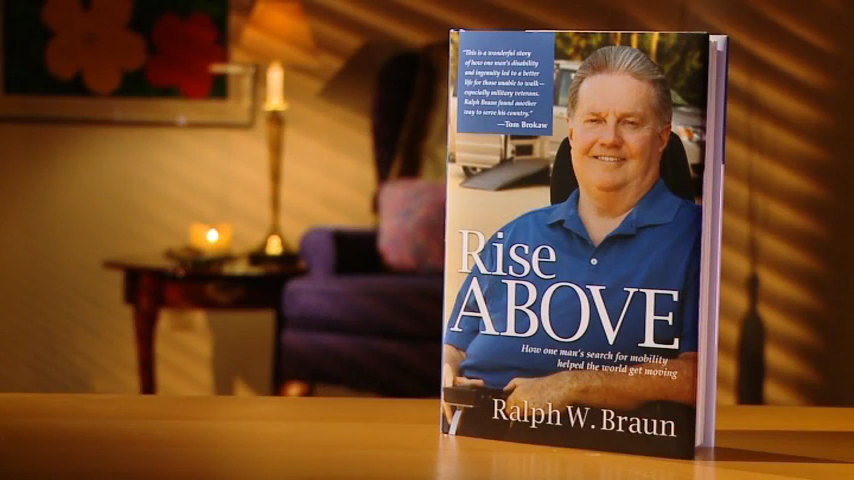 "This is a wonderful story
of how one man's disability
and ingenuity led to a better
life for those unable to walk—
especially military veterans.
Ralph Braun found another
way to serve his country."
—Tom Brokaw
Rise
ABOVE
How one man's search for mobility
helped the world get moving
Ralph W. Braun